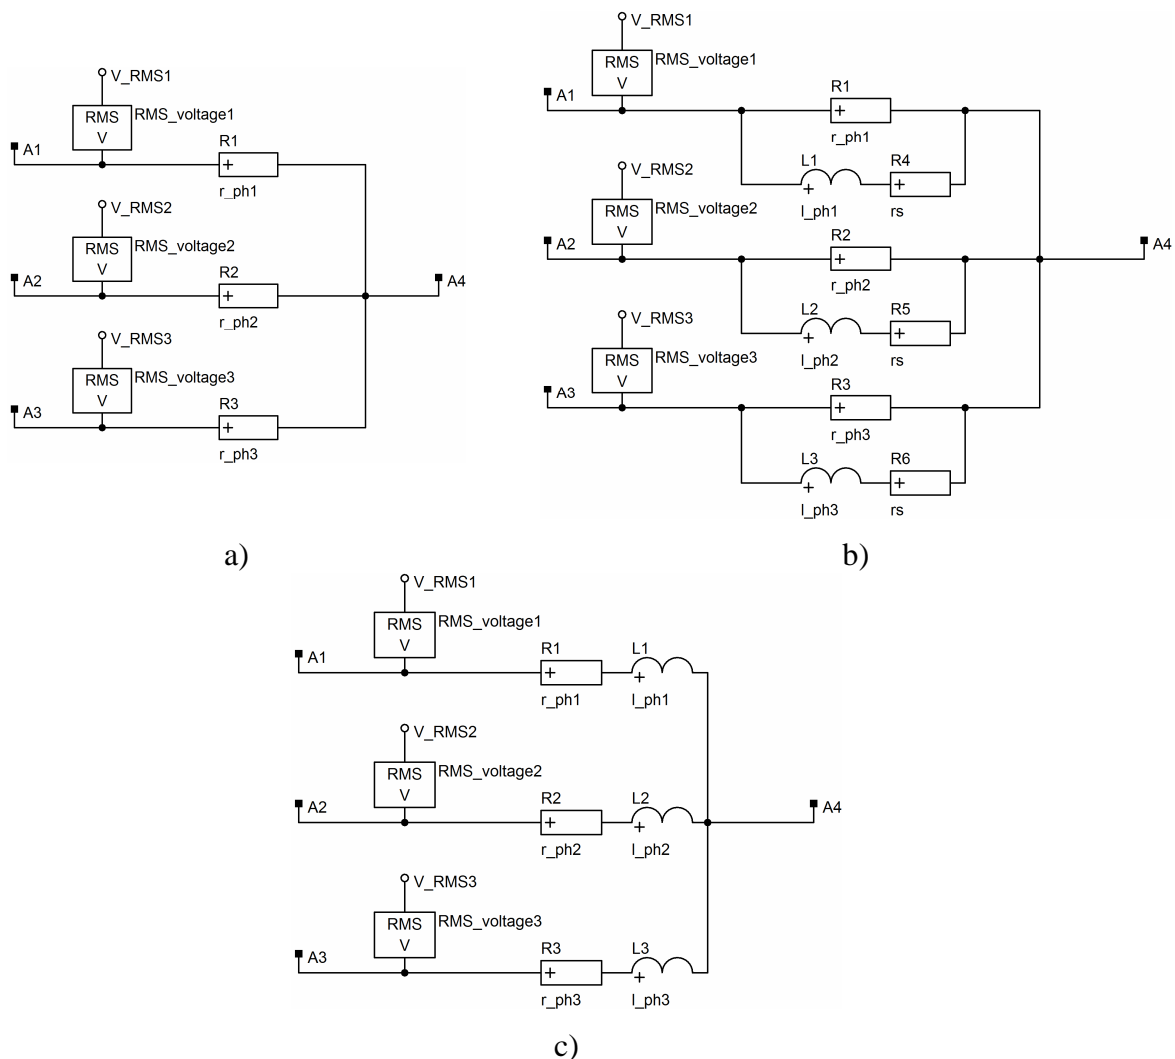 V_RMS1
RMS
V
RMS_voltage1
A1
R1
+
r_ph1
V_RMS2
RMS
V
RMS_voltage2
A2
R2
+
r_ph2
A4
V_RMS3
RMS
V
RMS_voltage3
A3
R3
+
r_ph3
a)
V_RMS1
RMS
V
RMS_voltage1
A1
R1
+
r_ph1
L1
+
l_ph1
R4
+
rs
V_RMS2
RMS
V
RMS_voltage2
A2
R2
+
r_ph2
A4
L2
+
l_ph2
R5
+
rs
V_RMS3
RMS
V
RMS_voltage3
A3
R3
+
r_ph3
L3
+
l_ph3
R6
+
rs
b)
V_RMS1
RMS
V
RMS_voltage1
A1
R1
+
r_ph1
L1
+
l_ph1
V_RMS2
RMS
V
RMS_voltage2
A2
R2
+
r_ph2
L2
+
l_ph2
A4
V_RMS3
RMS
V
RMS_voltage3
A3
R3
+
r_ph3
L3
+
l_ph3
c)